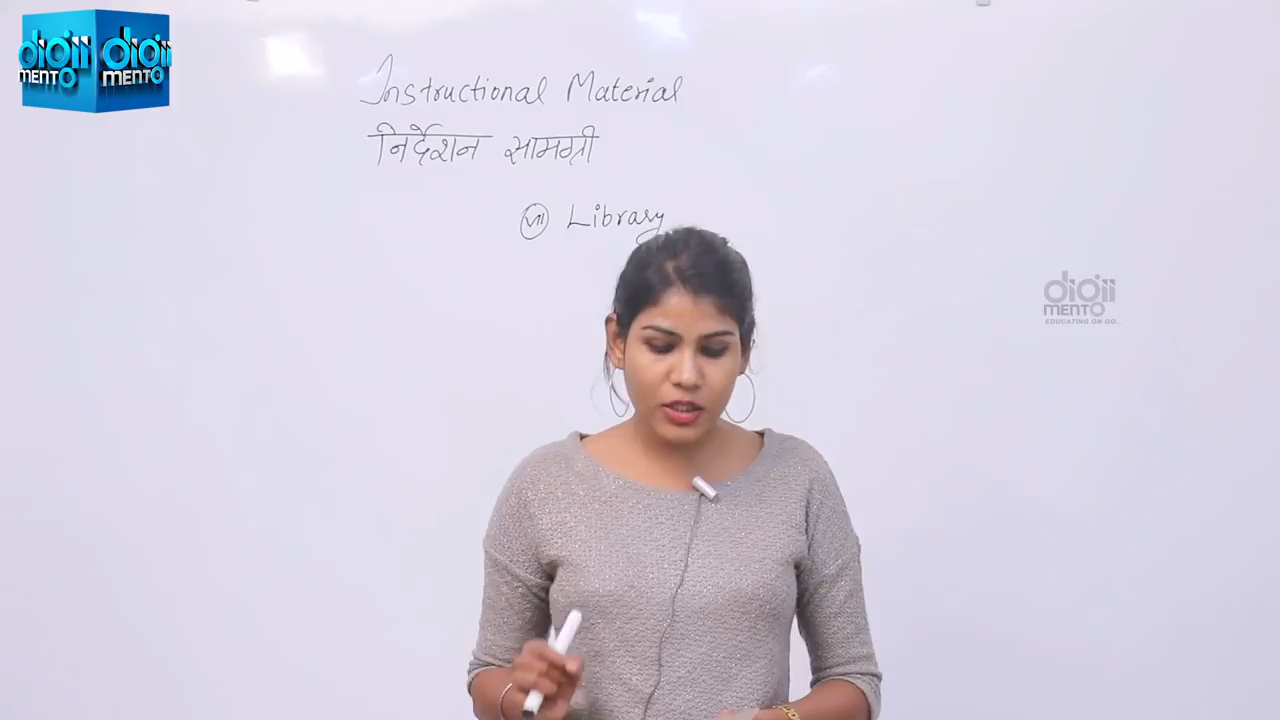 digii digii
MENTO MENTO
Instructional Material
निर्देशन सामग्री
VII Library
digii
MENTO
EDUCATING ON GO...